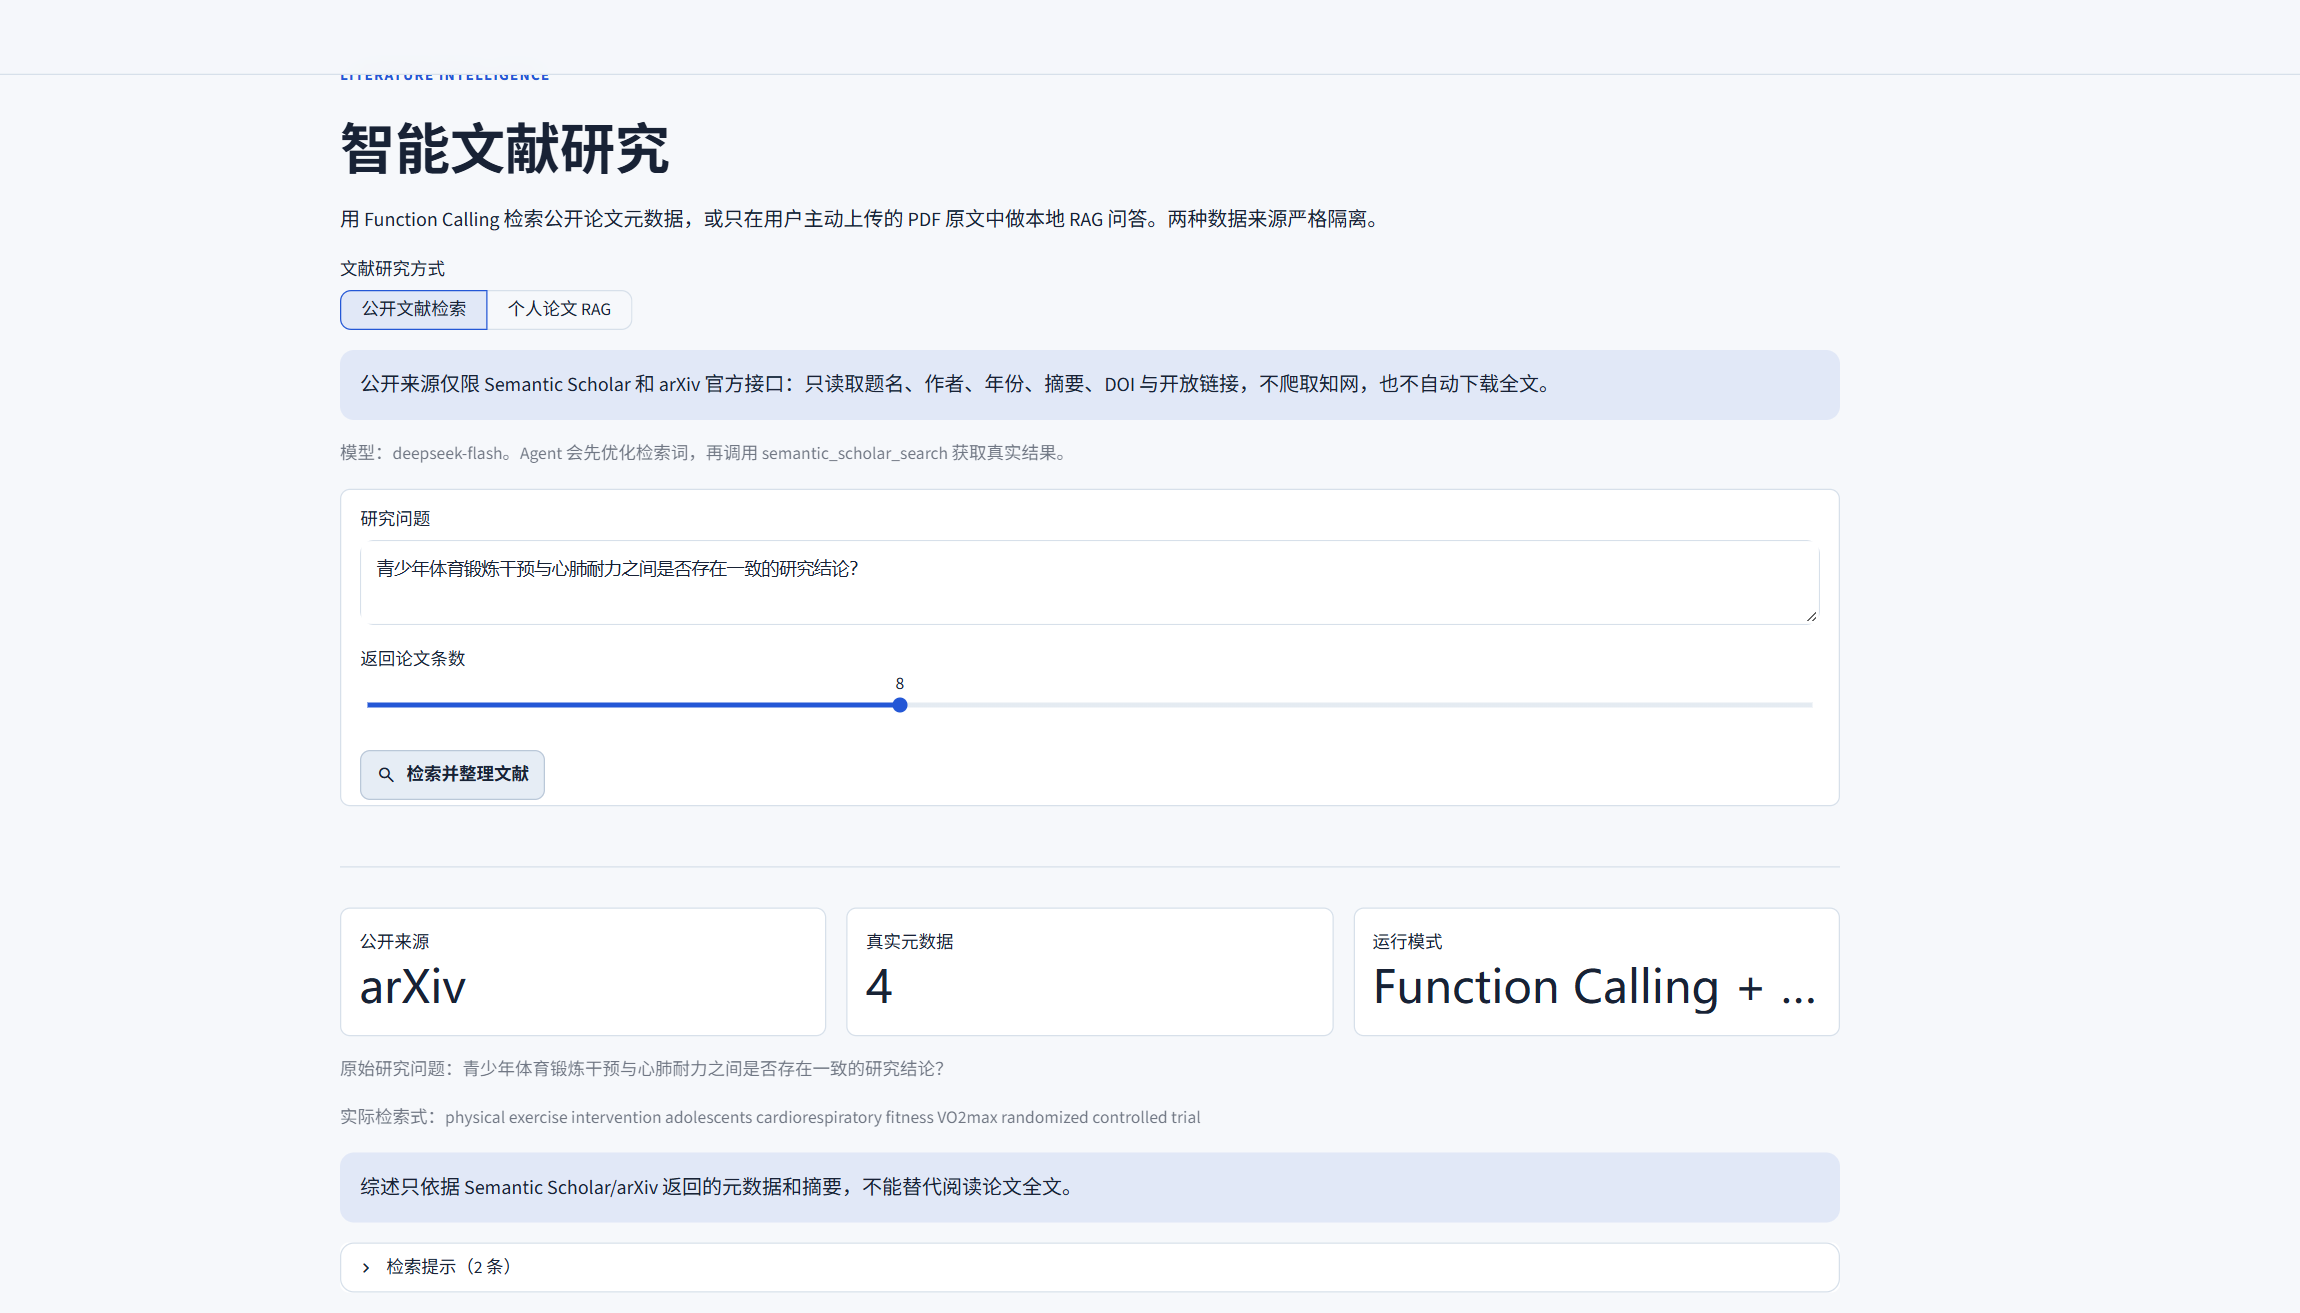 LITERATURE INTELLIGENCE
智能文献研究
用 Function Calling 检索公开论文元数据，或只在用户主动上传的 PDF 原文中做本地 RAG 问答。两种数据来源严格隔离。
文献研究方式
公开文献检索
个人论文 RAG
公开来源仅限 Semantic Scholar 和 arXiv 官方接口：只读取题名、作者、年份、摘要、DOI 与开放链接，不爬取知网，也不自动下载全文。
模型：deepseek-flash。Agent 会先优化检索词，再调用 semantic_scholar_search 获取真实结果。
研究问题
青少年体育锻炼干预与心肺耐力之间是否存在一致的研究结论？
返回论文条数
8
检索并整理文献
公开来源
arXiv
真实元数据
4
运行模式
Function Calling + ...
原始研究问题：青少年体育锻炼干预与心肺耐力之间是否存在一致的研究结论？
实际检索式：physical exercise intervention adolescents cardiorespiratory fitness VO2max randomized controlled trial
综述只依据 Semantic Scholar/arXiv 返回的元数据和摘要，不能替代阅读论文全文。
检索提示（2 条）